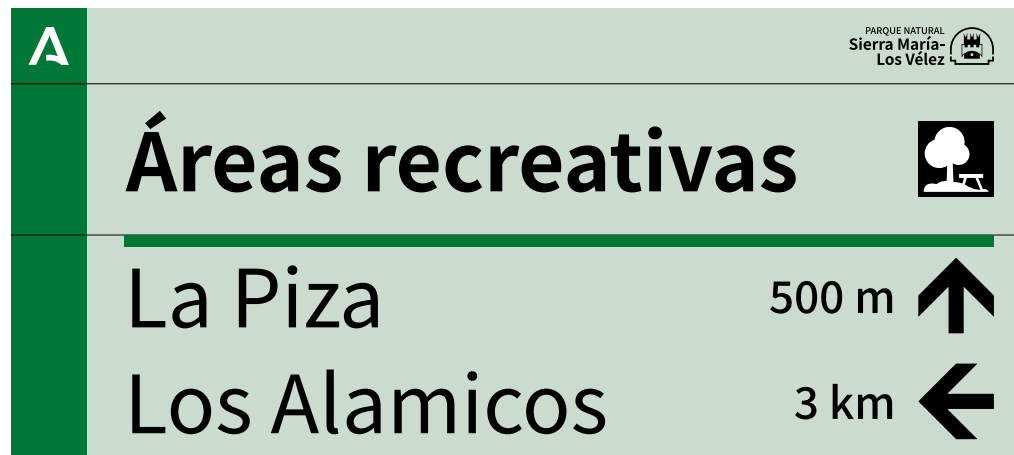 PARQUE NATURAL
Sierra María-
Los Vélez
Áreas recreativas
La Piza 500 m
Los Alamicos 3 km